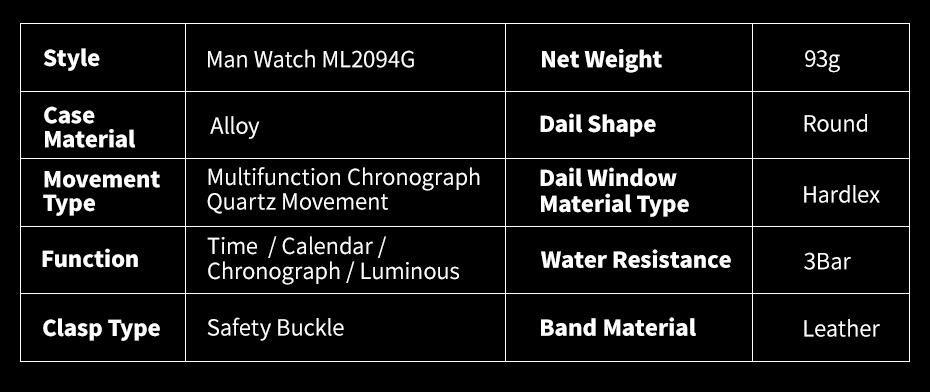 Style
Man Watch ML2094G
Net Weight
93g
Case
Material
Alloy
Dail Shape
Round
Movement
Type
Multifunction Chronograph
Quartz Movement
Dail Window
Material Type
Hardlex
Function
Time / Calendar /
Chronograph / Luminous
Water Resistance
3Bar
Clasp Type
Safety Buckle
Band Material
Leather